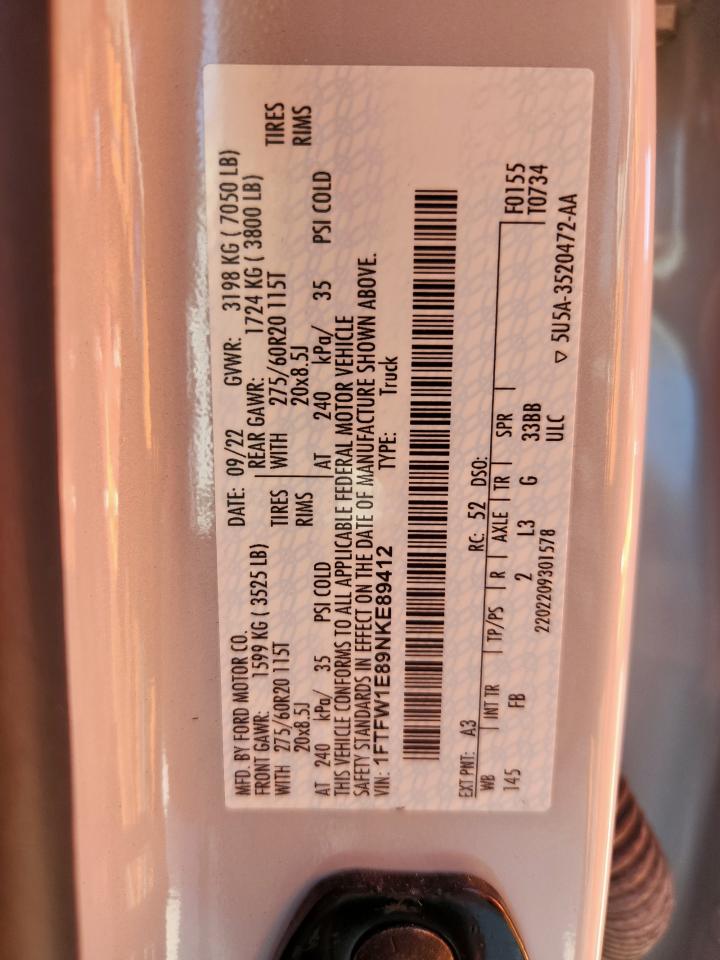 MFD. BY FORD MOTOR CO.
DATE: 09/22 GVWR: 3198 KG ( 7050 LB)
FRONT GAWR: 1599 KG ( 3525 LB) REAR GAWR: 1724 KG ( 3800 LB)
WITH 275/60R20 115T TIRES WITH 275/60R20 115T TIRES
20x8.5J RIMS 20x8.5J RIMS
AT 240 kPa/ 35 PSI COLD AT 240 kPa/ 35 PSI COLD
THIS VEHICLE CONFORMS TO ALL APPLICABLE FEDERAL MOTOR VEHICLE
SAFETY STANDARDS IN EFFECT ON THE DATE OF MANUFACTURE SHOWN ABOVE.
VIN: 1FTFW1E89NKE89412 TYPE: Truck
EXT PNT: A3 RC: 52 DSO:
WB INT TR TP/PS R AXLE TR SPR F0155
145 FB 2 L3 G 33BB T0734
2202209301578 ULC
▽ 5U5A-3520472-AA